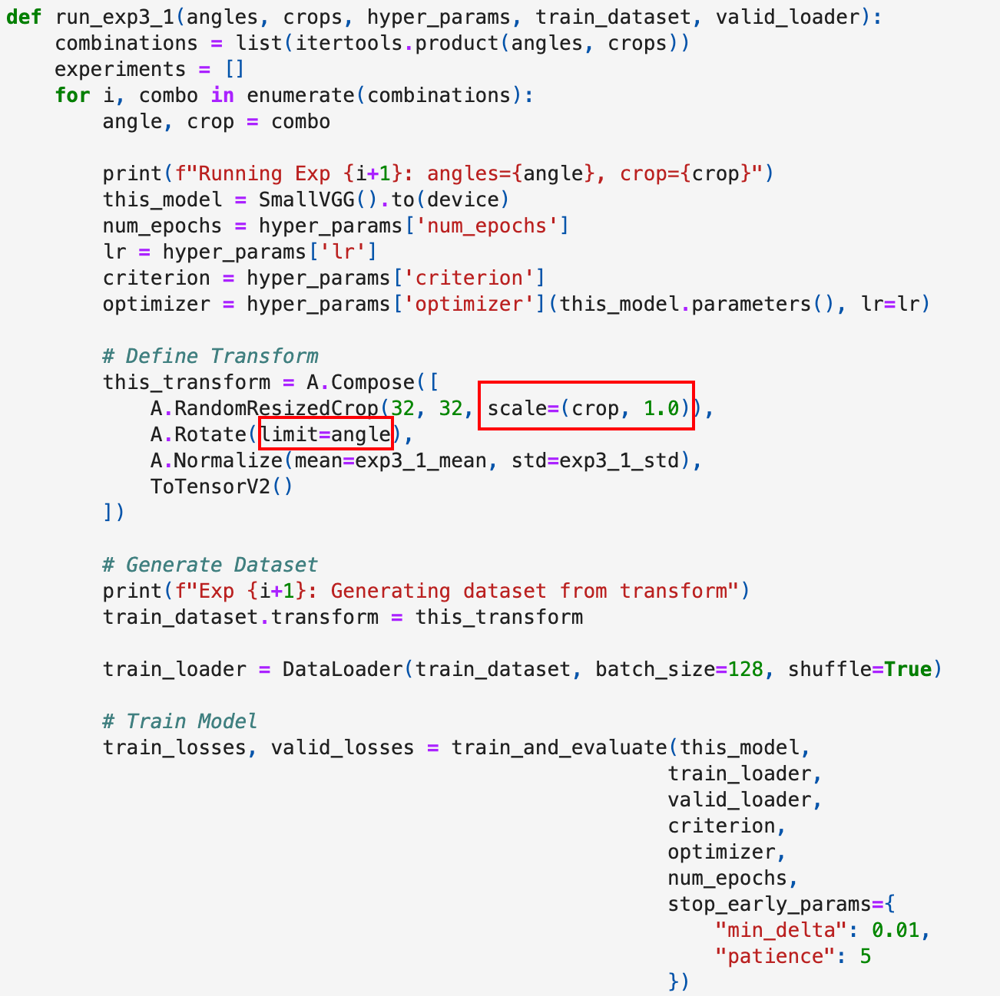 def run_exp3_1(angles, crops, hyper_params, train_dataset, valid_loader):
    combinations = list(itertools.product(angles, crops))
    experiments = []
    for i, combo in enumerate(combinations):
        angle, crop = combo

        print(f"Running Exp {i+1}: angles={angle}, crop={crop}")
        this_model = SmallVGG().to(device)
        num_epochs = hyper_params['num_epochs']
        lr = hyper_params['lr']
        criterion = hyper_params['criterion']
        optimizer = hyper_params['optimizer'](this_model.parameters(), lr=lr)

        # Define Transform
        this_transform = A.Compose([
            A.RandomResizedCrop(32, 32, scale=(crop, 1.0)),
            A.Rotate(limit=angle),
            A.Normalize(mean=exp3_1_mean, std=exp3_1_std),
            ToTensorV2()
        ])

        # Generate Dataset
        print(f"Exp {i+1}: Generating dataset from transform")
        train_dataset.transform = this_transform

        train_loader = DataLoader(train_dataset, batch_size=128, shuffle=True)

        # Train Model
        train_losses, valid_losses = train_and_evaluate(this_model,
                                                       train_loader,
                                                       valid_loader,
                                                       criterion,
                                                       optimizer,
                                                       num_epochs,
                                                       stop_early_params={
                                                           "min_delta": 0.01,
                                                           "patience": 5
                                                       })